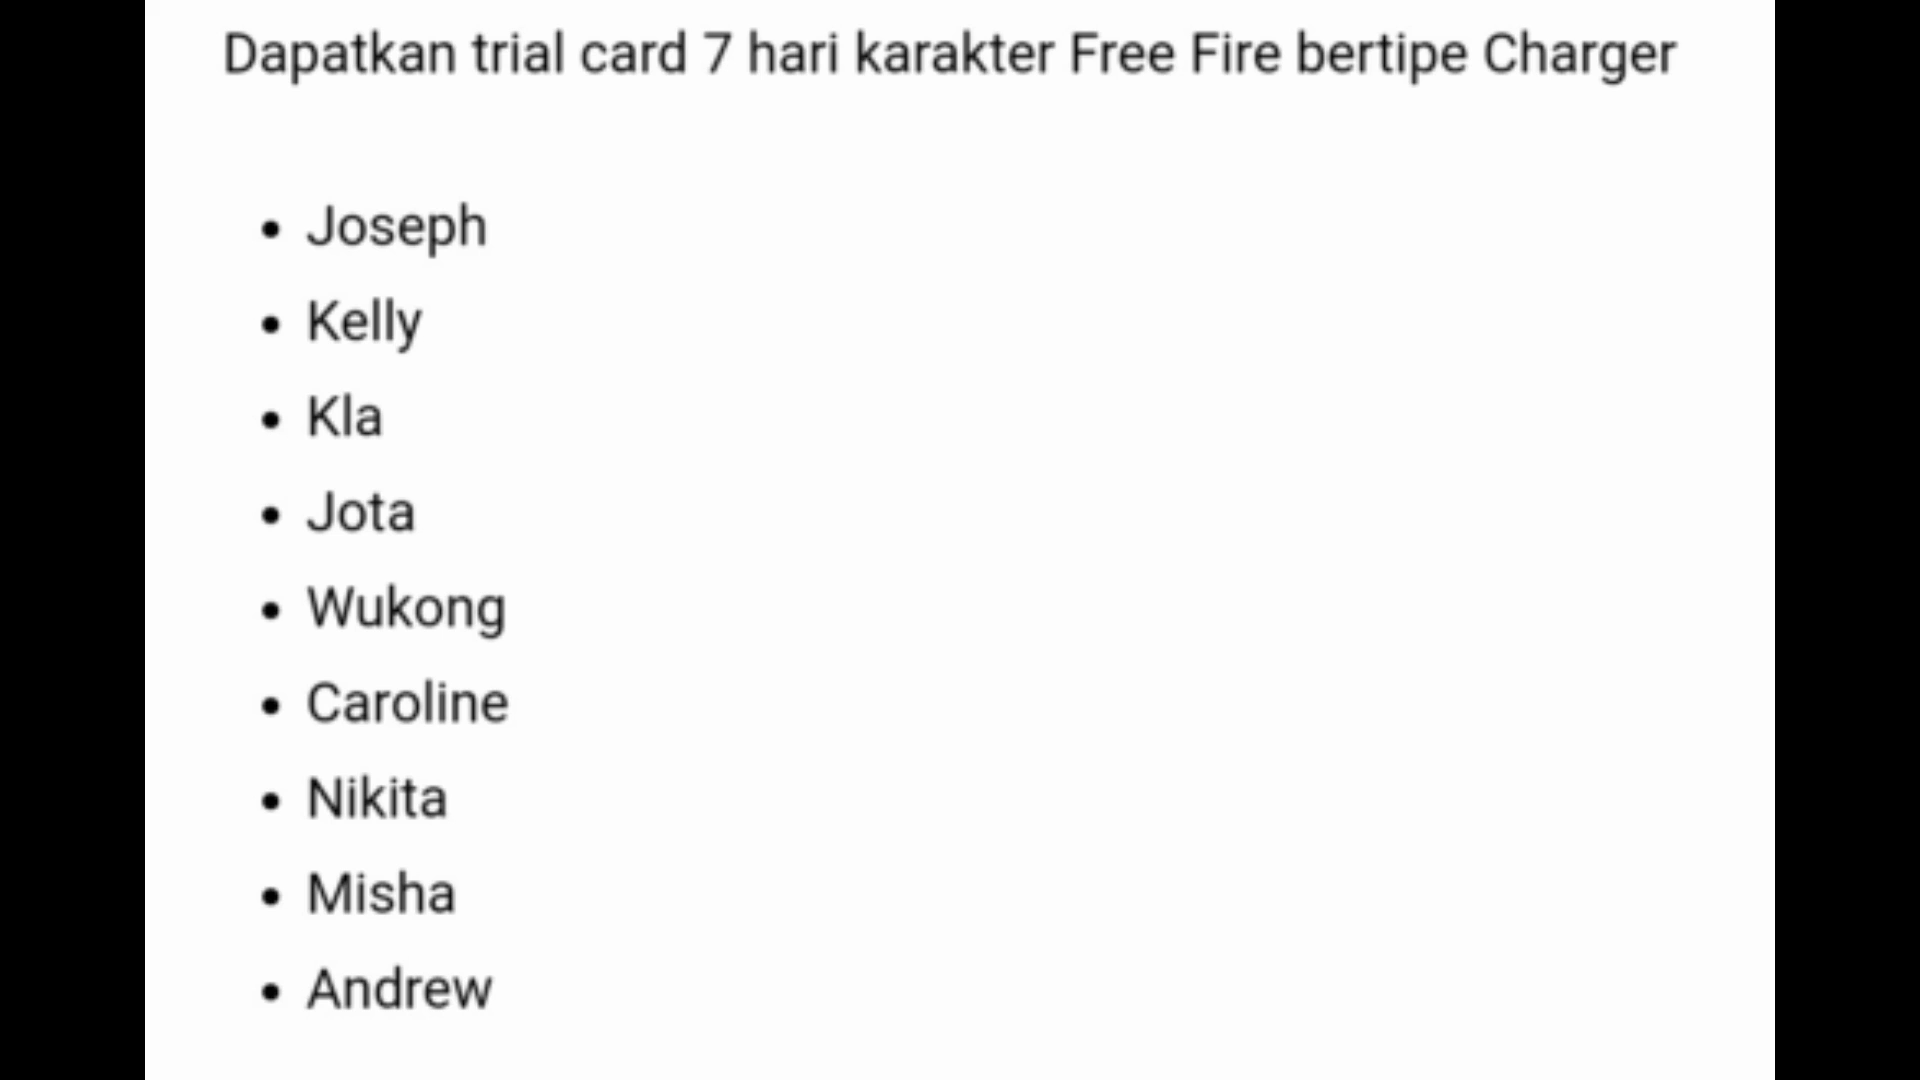 Dapatkan trial card 7 hari karakter Free Fire bertipe Charger
• Joseph
• Kelly
• Kla
• Jota
• Wukong
• Caroline
• Nikita
• Misha
• Andrew